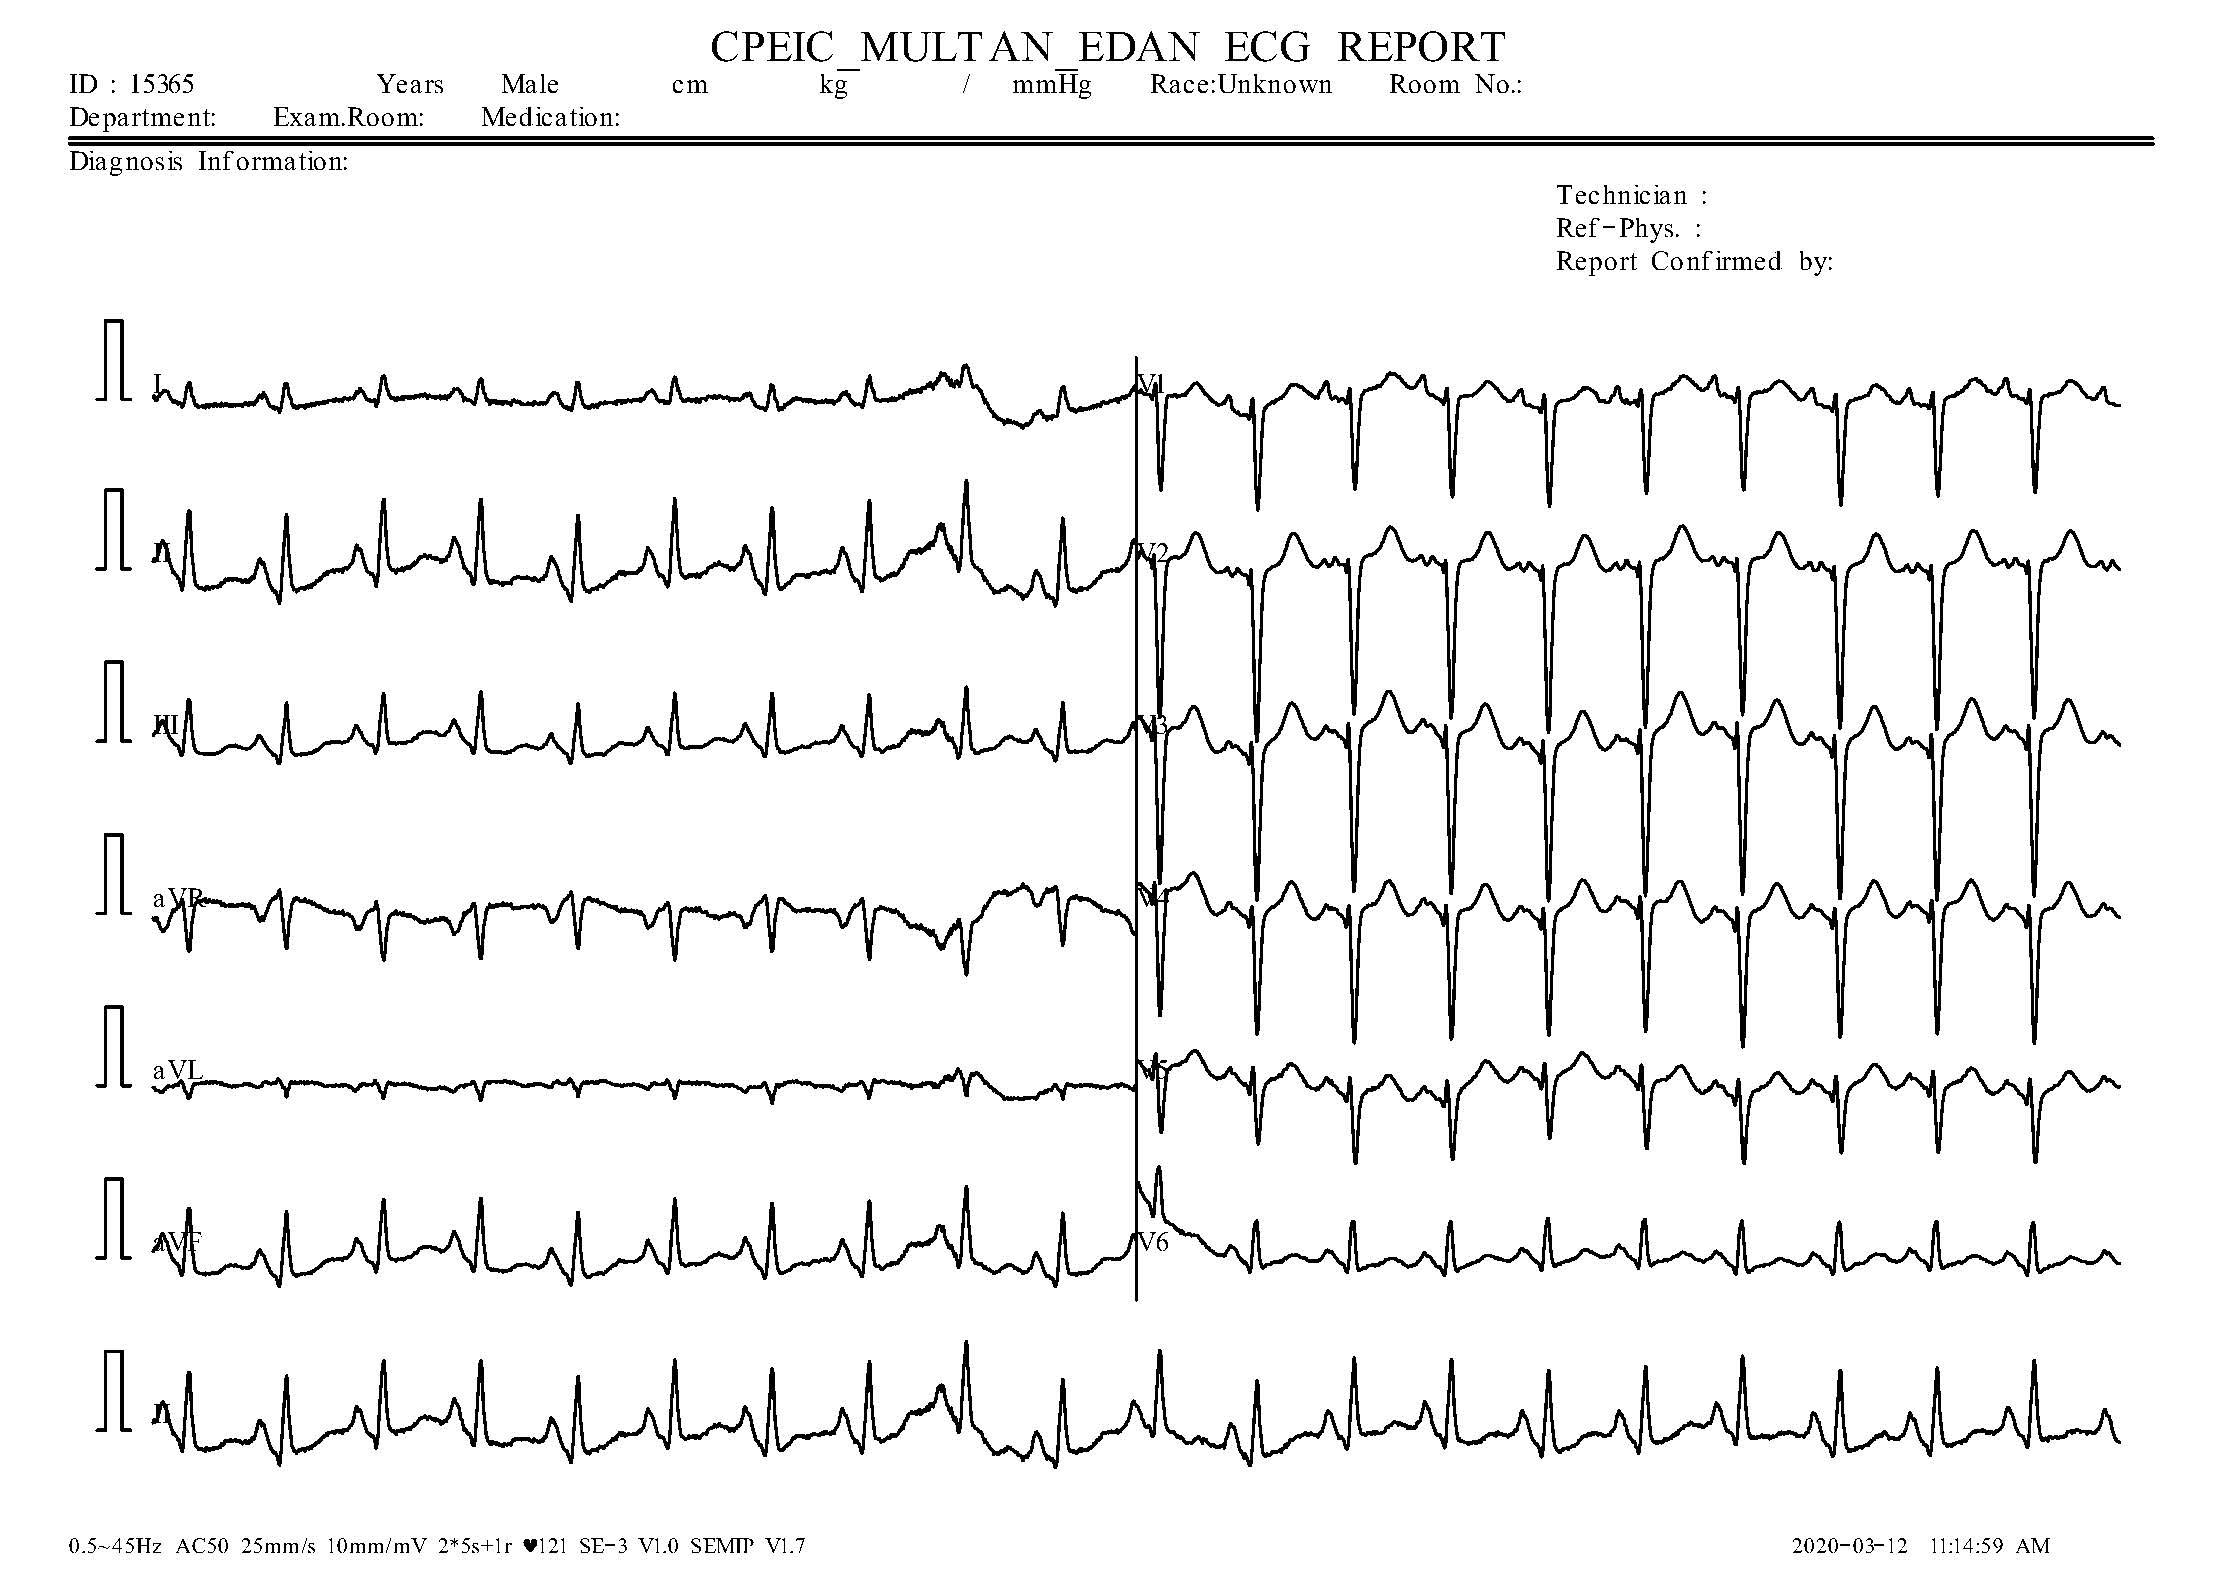 CPEIC_MULTAN_EDAN ECG REPORT
ID : 15365 Years Male cm kg / mmHg Race:Unknown Room No.:
Department: Exam.Room: Medication:
Diagnosis Information:
Technician :
Ref-Phys. :
Report Confirmed by:
I V1
II V2
III V3
aVR V4
aVL V5
aVF V6
II
0.5~45Hz AC50 25mm/s 10mm/mV 2*5s+1r ♥121 SE-3 V1.0 SEMIP V1.7 2020-03-12 11:14:59 AM